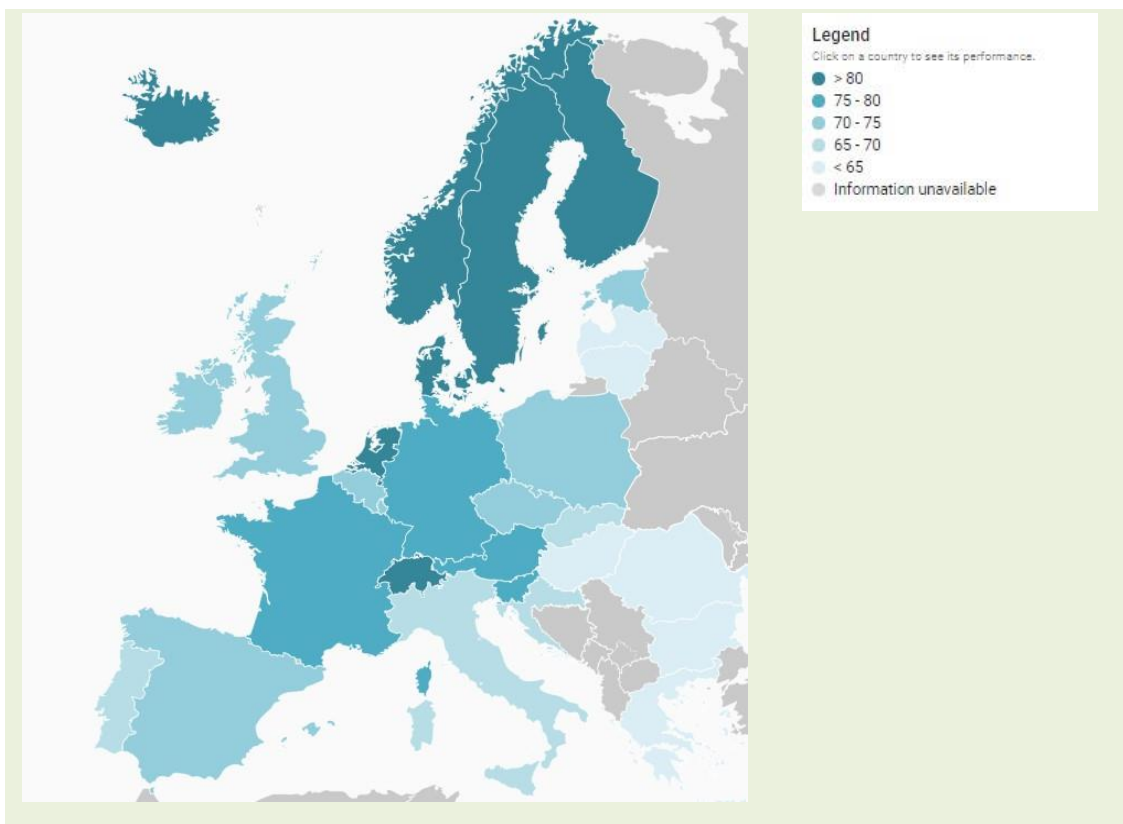 Legend
Click on a country to see its performance.
> 80
75 - 80
70 - 75
65 - 70
< 65
Information unavailable